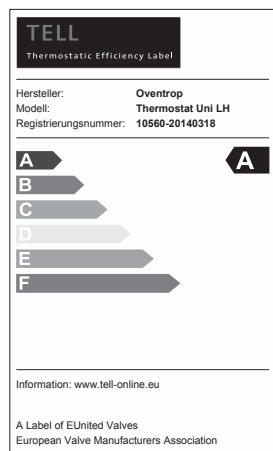 TELL
Thermostatic Efficiency Label
Hersteller: Oventrop
Modell: Thermostat Uni LH
Registrierungsnummer: 10560-20140318
A A
B
C
D
E
F
Information: www.tell-online.eu
A Label of EUnited Valves
European Valve Manufacturers Association